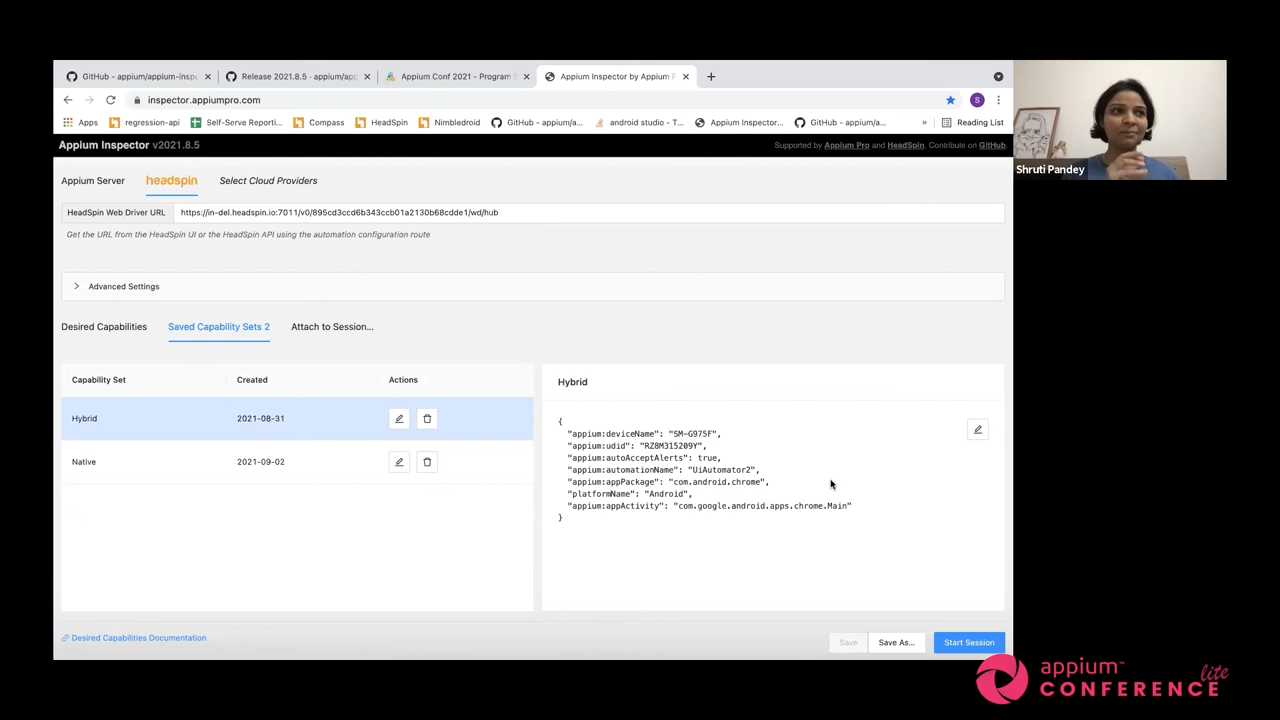 GitHub - appium/appium-insp
Release 2021.8.5 · appium/app
Appium Conf 2021 - Program S
Appium Inspector by Appium P
inspector.appiumpro.com
S
Apps
regression-api
Self-Serve Reporti...
Compass
HeadSpin
Nimbledroid
GitHub - appium/a...
android studio - T...
Appium Inspector...
GitHub - appium/a...
»
Reading List
Appium Inspector v2021.8.5
Supported by Appium Pro and HeadSpin. Contribute on GitHub.
Shruti Pandey
Appium Server
headspin
Select Cloud Providers
HeadSpin Web Driver URL
https://in-del.headspin.io:7011/v0/895cd3ccd6b343ccb01a2130b68cdde1/wd/hub
Get the URL from the HeadSpin UI or the HeadSpin API using the automation configuration route
Advanced Settings
Desired Capabilities
Saved Capability Sets 2
Attach to Session...
Capability Set
Created
Actions
Hybrid
2021-08-31
Native
2021-09-02
Hybrid
{
"appium:deviceName": "SM-G975F",
"appium:udid": "RZ8M315209Y",
"appium:autoAcceptAlerts": true,
"appium:automationName": "UiAutomator2",
"appium:appPackage": "com.android.chrome",
"platformName": "Android",
"appium:appActivity": "com.google.android.apps.chrome.Main"
}
Desired Capabilities Documentation
Save
Save As...
Start Session
appium™
CONFERENCE lite